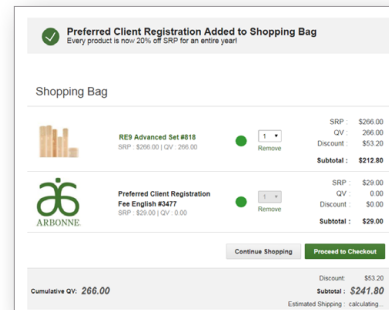 Preferred Client Registration Added to Shopping Bag
Every product is now 20% off SRP for an entire year!
Shopping Bag
RE9 Advanced Set #818
SRP : $266.00 | QV : 266.00
1
Remove
SRP : $266.00
QV : 266.00
Discount : $53.20
Subtotal : $212.80
ARBONNE
Preferred Client Registration
Fee English #3477
SRP : $29.00 | QV : 0.00
1
Remove
SRP : $29.00
QV : 0.00
Discount : $0.00
Subtotal : $29.00
Continue Shopping
Proceed to Checkout
Cumulative QV: 266.00
Discount: $53.20
Subtotal : $241.80
Estimated Shipping : calculating...